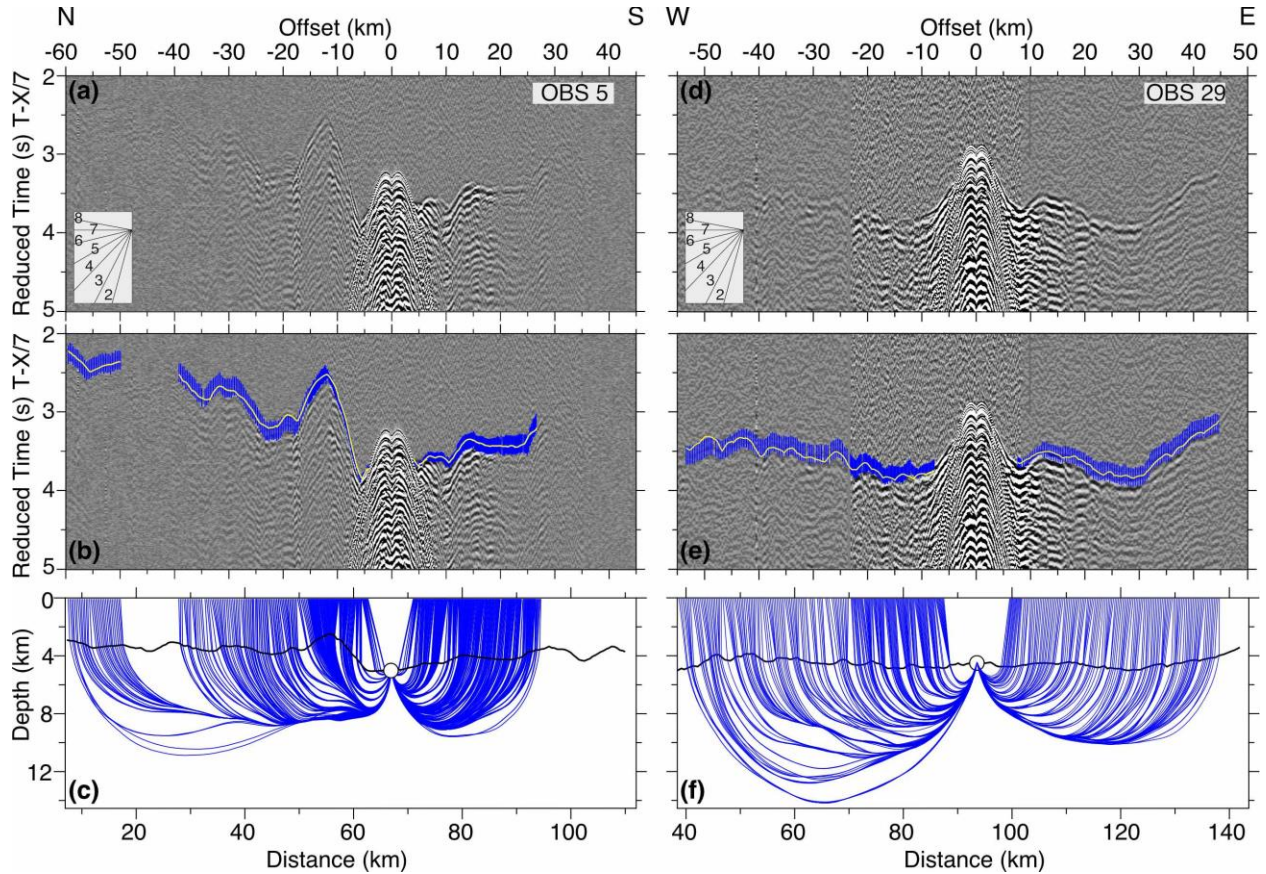 N S
Offset (km)
-60 -50 -40 -30 -20 -10 0 10 20 30 40
Reduced Time (s) T-X/7
2
3
4
5
(a)
OBS 5
8
7
6
5
4
3
2
Reduced Time (s) T-X/7
2
3
4
5
(b)
Depth (km)
0
4
8
12
(c)
20 40 60 80 100
Distance (km)
W E
Offset (km)
-50 -40 -30 -20 -10 0 10 20 30 40 50
(d)
OBS 29
8
7
6
5
4
3
2
(e)
(f)
40 60 80 100 120 140
Distance (km)